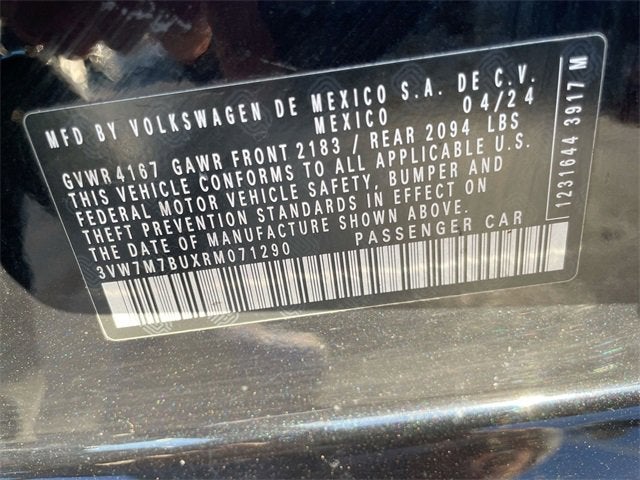 MFD BY VOLKSWAGEN DE MEXICO S.A. DE C.V.
MEXICO 04/24
GVWR 4167 GAWR FRONT 2183 / REAR 2094 LBS
THIS VEHICLE CONFORMS TO ALL APPLICABLE U.S.
FEDERAL MOTOR VEHICLE SAFETY, BUMPER AND
THEFT PREVENTION STANDARDS IN EFFECT ON
THE DATE OF MANUFACTURE SHOWN ABOVE.
3VW7M7BUXRM071290 PASSENGER CAR
1231644 3917 M